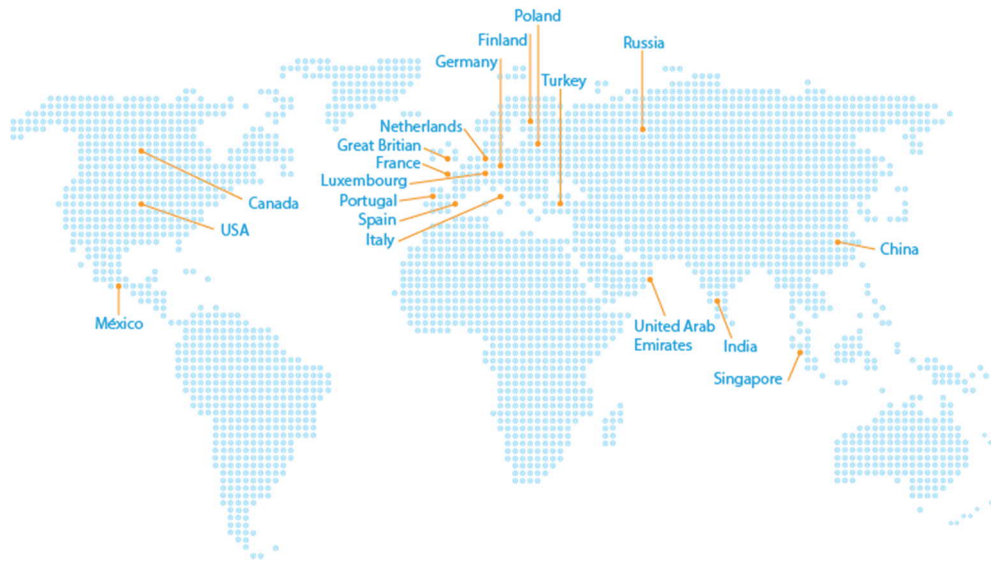 Poland
Finland
Russia
Germany
Turkey
Netherlands
Great Britian
France
Luxembourg
Canada
Portugal
Spain
USA
Italy
China
México
United Arab
Emirates
India
Singapore